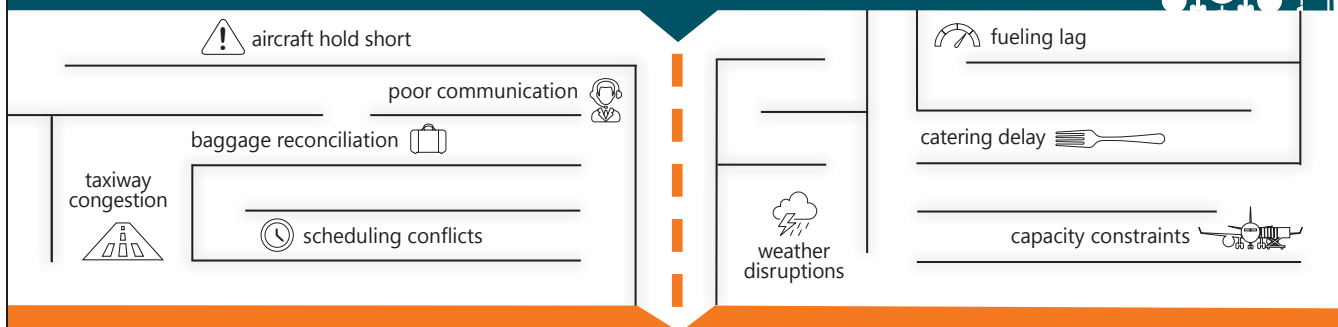 aircraft hold short
poor communication
baggage reconciliation
taxiway
congestion
scheduling conflicts
fueling lag
catering delay
weather
disruptions
capacity constraints